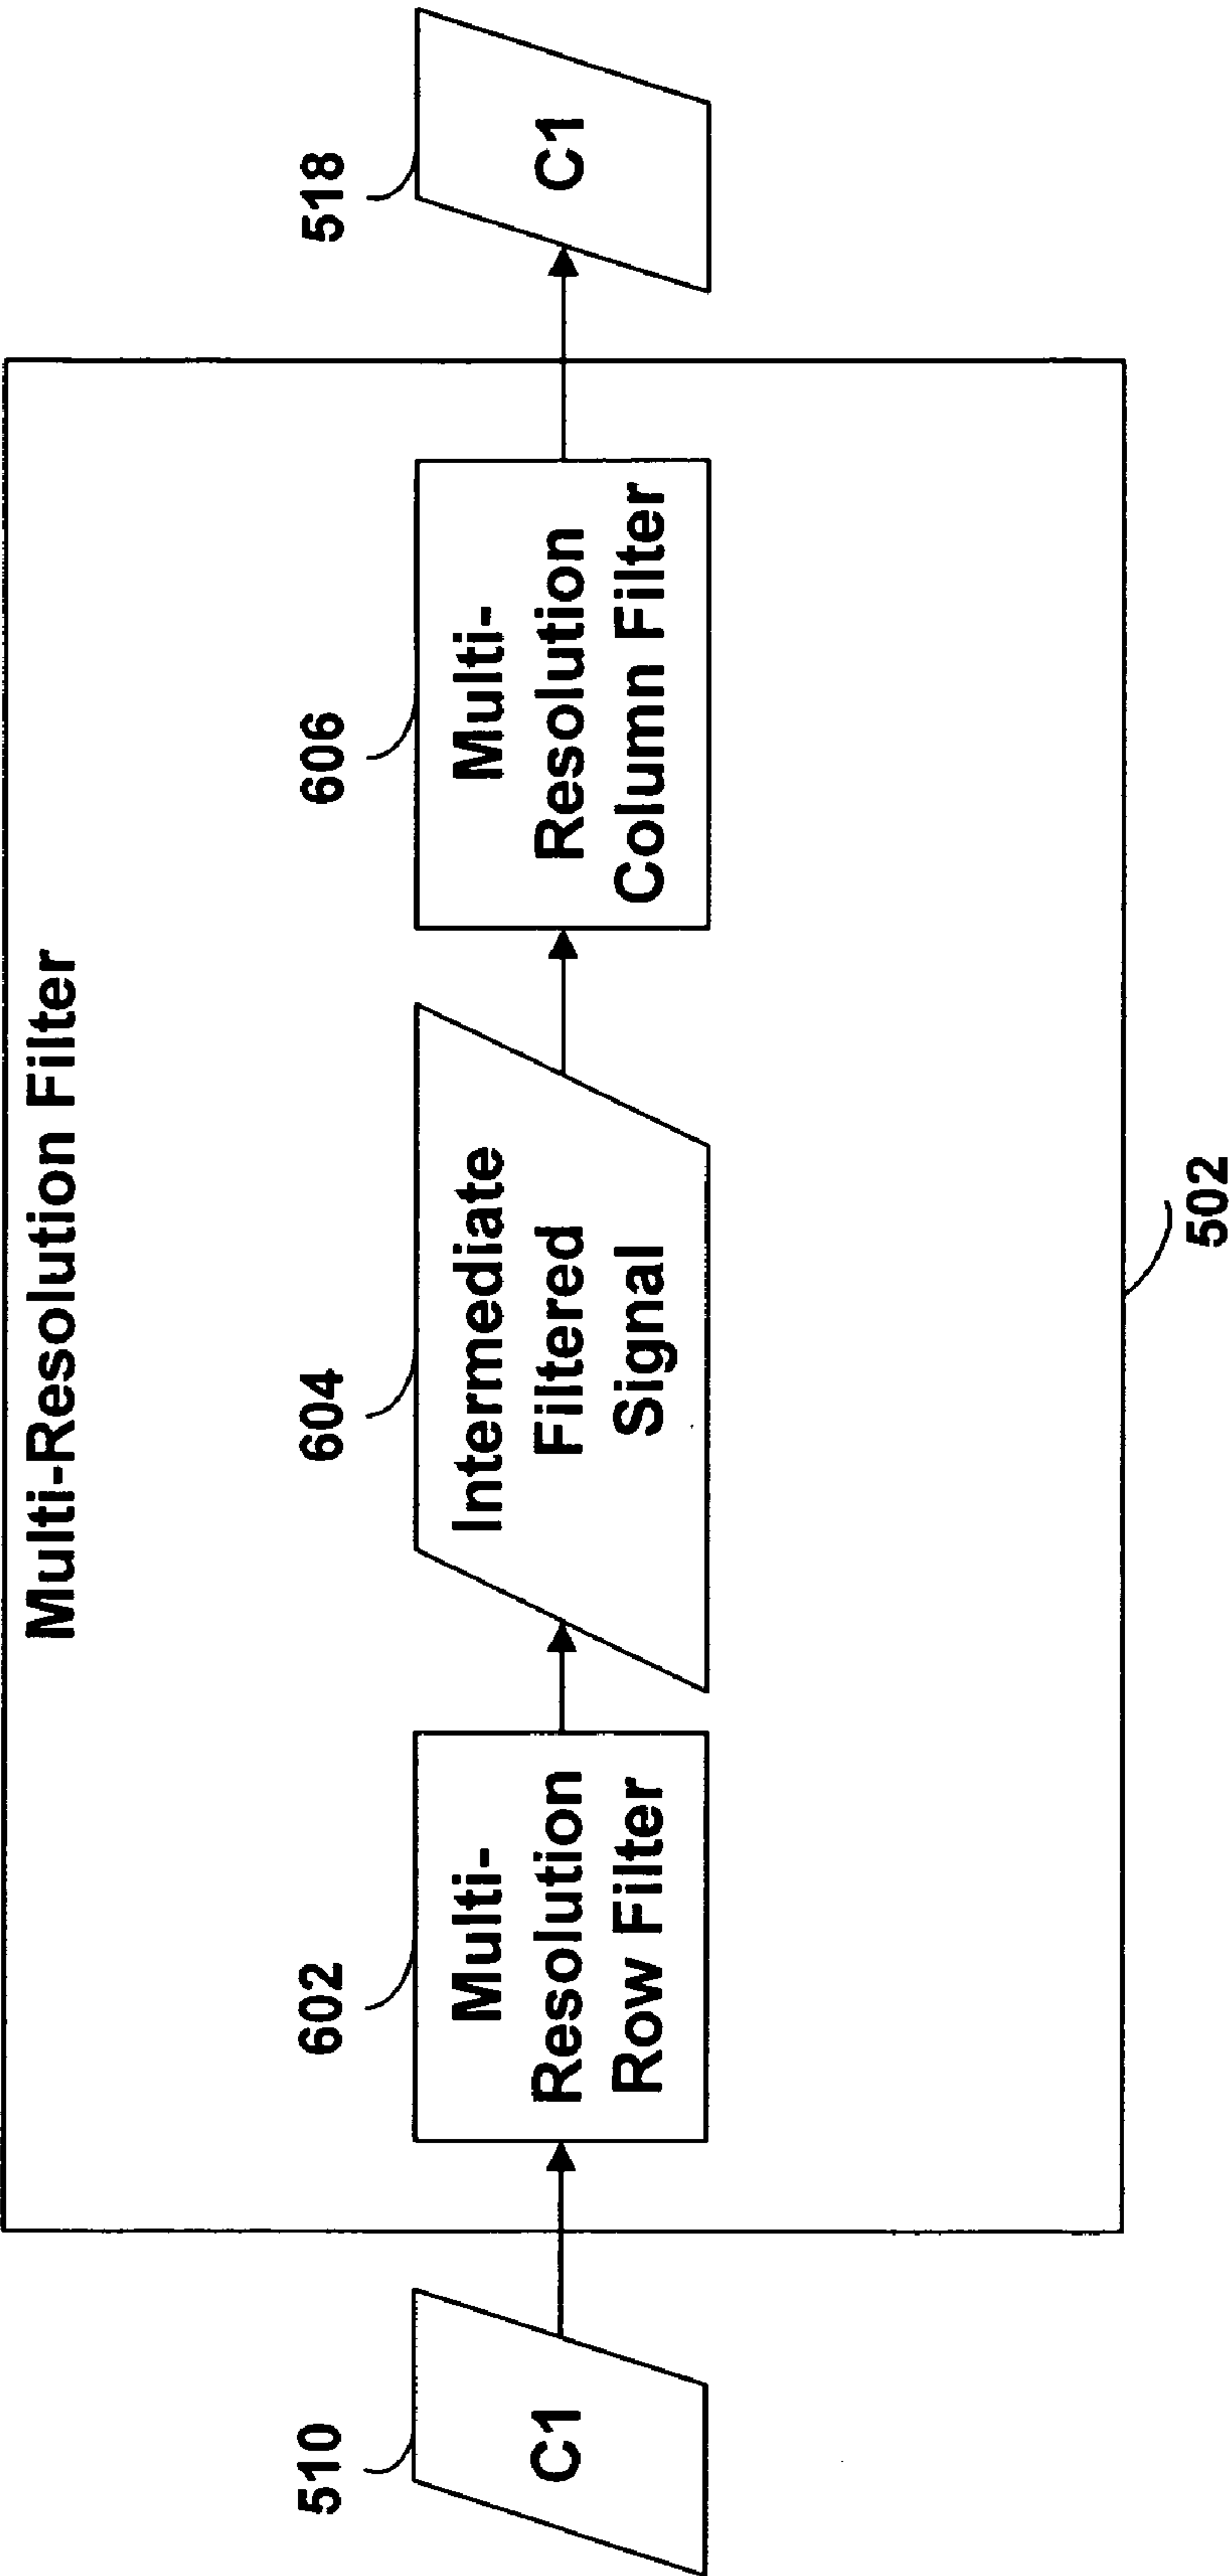 Multi-Resolution Filter
510
C1
602
Multi-
Resolution
Row Filter
604
Intermediate
Filtered
Signal
606
Multi-
Resolution
Column Filter
518
C1
502